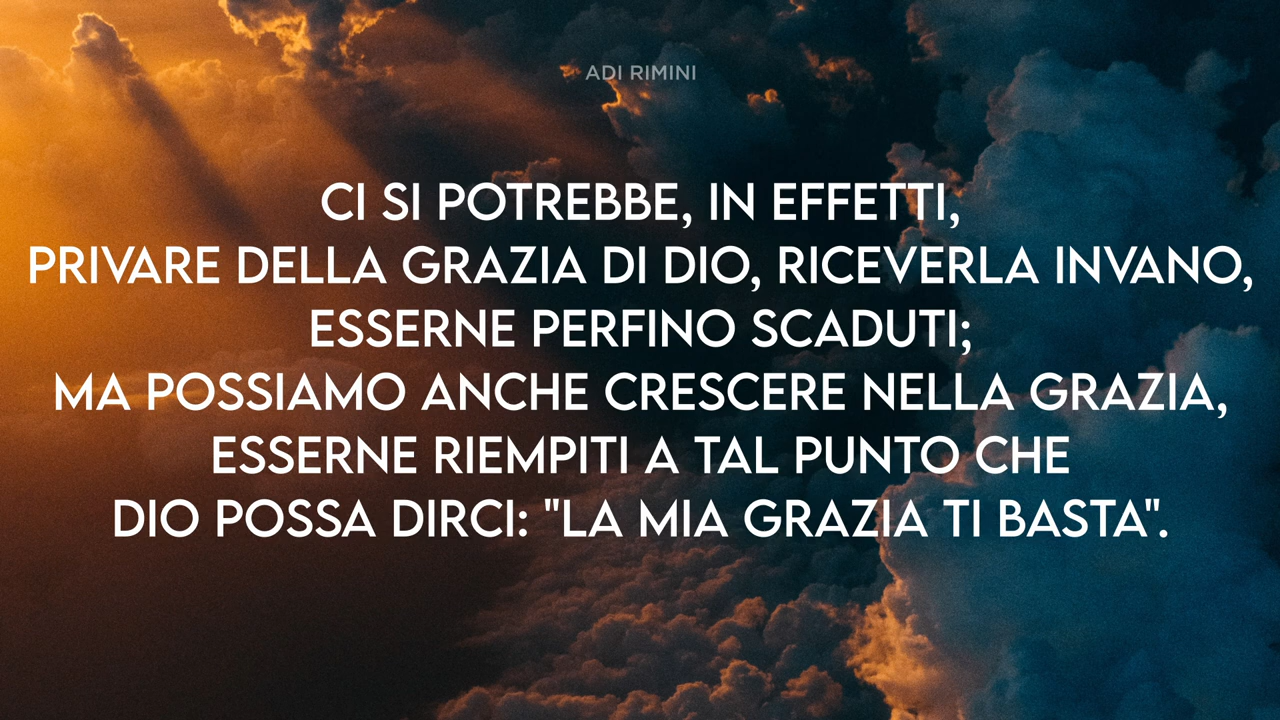 ADI RIMINI
CI SI POTREBBE, IN EFFETTI,
PRIVARE DELLA GRAZIA DI DIO, RICEVERLA INVANO,
ESSERNE PERFINO SCADUTI;
MA POSSIAMO ANCHE CRESCERE NELLA GRAZIA,
ESSERNE RIEMPITI A TAL PUNTO CHE
DIO POSSA DIRCI: "LA MIA GRAZIA TI BASTA".